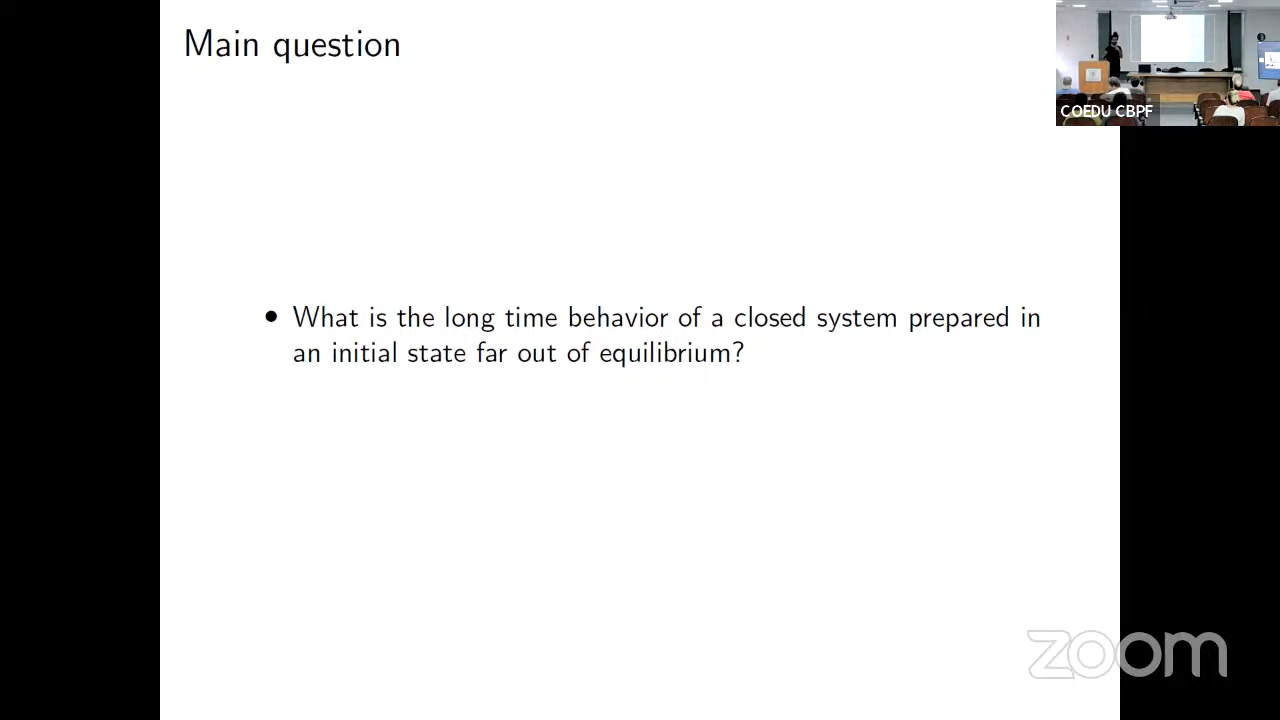 Main question
COEDU CBPF
• What is the long time behavior of a closed system prepared in
an initial state far out of equilibrium?
zoom